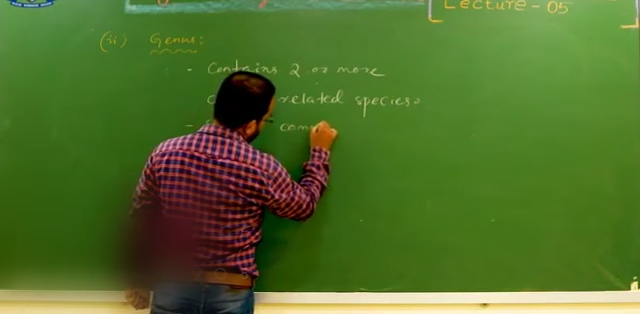 Lecture - 05
(ii) Genus:
- Contains 2 or more
related species.
- com